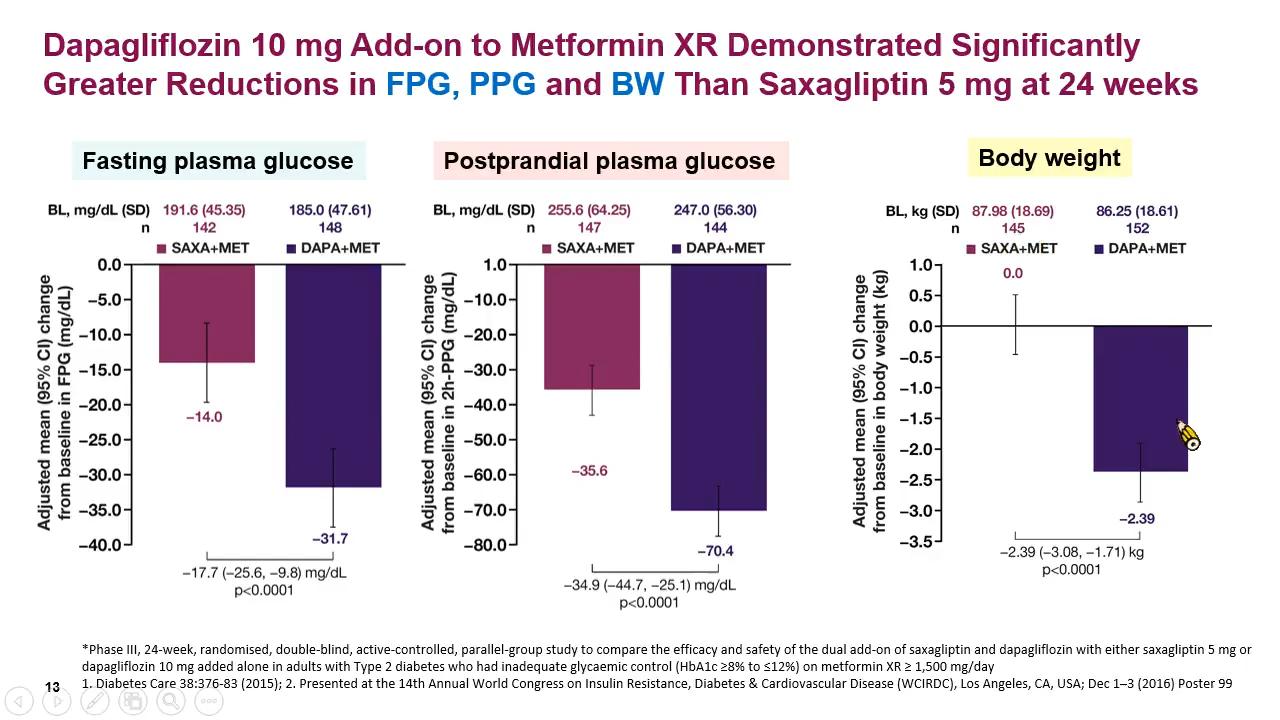 Dapagliflozin 10 mg Add-on to Metformin XR Demonstrated Significantly
Greater Reductions in FPG, PPG and BW Than Saxagliptin 5 mg at 24 weeks
Fasting plasma glucose
BL, mg/dL (SD) 191.6 (45.35) 185.0 (47.61)
n 142 148
SAXA+MET DAPA+MET
Adjusted mean (95% CI) change
from baseline in FPG (mg/dL)
0.0
−5.0
−10.0
−15.0
−20.0
−25.0
−30.0
−35.0
−40.0
−14.0
−31.7
−17.7 (−25.6, −9.8) mg/dL
p<0.0001
Postprandial plasma glucose
BL, mg/dL (SD) 255.6 (64.25) 247.0 (56.30)
n 147 144
SAXA+MET DAPA+MET
Adjusted mean (95% CI) change
from baseline in 2h-PPG (mg/dL)
1.0
−10.0
−20.0
−30.0
−40.0
−50.0
−60.0
−70.0
−80.0
−35.6
−70.4
−34.9 (−44.7, −25.1) mg/dL
p<0.0001
Body weight
BL, kg (SD) 87.98 (18.69) 86.25 (18.61)
n 145 152
SAXA+MET DAPA+MET
Adjusted mean (95% CI) change
from baseline in body weight (kg)
1.0
0.5
0.0
−0.5
−1.0
−1.5
−2.0
−2.5
−3.0
−3.5
0.0
−2.39
−2.39 (−3.08, −1.71) kg
p<0.0001
*Phase III, 24-week, randomised, double-blind, active-controlled, parallel-group study to compare the efficacy and safety of the dual add-on of saxagliptin and dapagliflozin with either saxagliptin 5 mg or
dapagliflozin 10 mg added alone in adults with Type 2 diabetes who had inadequate glycaemic control (HbA1c ≥8% to ≤12%) on metformin XR ≥ 1,500 mg/day
1. Diabetes Care 38:376-83 (2015); 2. Presented at the 14th Annual World Congress on Insulin Resistance, Diabetes & Cardiovascular Disease (WCIRDC), Los Angeles, CA, USA; Dec 1–3 (2016) Poster 99
13